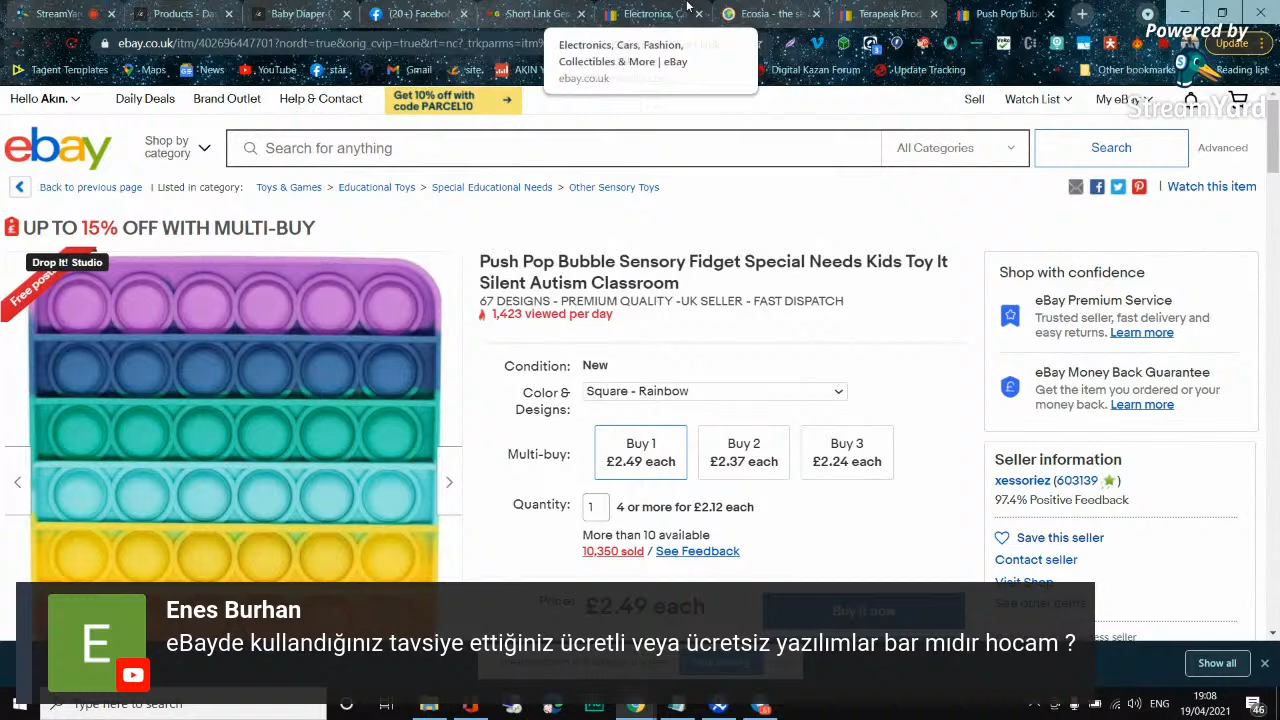 StreamYar
Products - Das
Baby Diaper C
(20+) Facebo
Short Link Ges
Electronics, C
Ecosia - the se
Terapeak Prod
Push Pop Bub
ebay.co.uk/itm/402696447701?nordt=true&orig_cvip=true&rt=nc?_trkparms=itm
Update
Powered by
StreamYard
Electronics, Cars, Fashion,
Collectibles & More | eBay
ebay.co.uk
Tagent Templates
Maps
News
YouTube
Gmail
site.
Digital Kazan Forum
Update Tracking
Other bookmarks
Reading list
Hello Akın.
Daily Deals
Brand Outlet
Help & Contact
Get 10% off with
code PARCEL10
Sell
Watch List
My eBay
ebay
Shop by
category
Search for anything
All Categories
Search
Advanced
Back to previous page
| Listed in category:
Toys & Games > Educational Toys > Special Educational Needs > Other Sensory Toys
| Watch this item
UP TO 15% OFF WITH MULTI-BUY
Drop It! Studio
Free posta
Push Pop Bubble Sensory Fidget Special Needs Kids Toy It
Silent Autism Classroom
67 DESIGNS - PREMIUM QUALITY -UK SELLER - FAST DISPATCH
1,423 viewed per day
Condition: New
Color &
Designs:
Square - Rainbow
Multi-buy:
Buy 1
£2.49 each
Buy 2
£2.37 each
Buy 3
£2.24 each
Quantity: 1
4 or more for £2.12 each
More than 10 available
10,350 sold / See Feedback
Price: £2.49 each
Buy it now
Shop with confidence
eBay Premium Service
Trusted seller, fast delivery and
easy returns. Learn more
eBay Money Back Guarantee
Get the item you ordered or your
money back. Learn more
Seller information
xessoriez (603139 )
97.4% Positive Feedback
Save this seller
Contact seller
Visit Shop
See other items
E
Enes Burhan
eBayde kullandığınız tavsiye ettiğiniz ücretli veya ücretsiz yazılımlar bar mıdır hocam ?
Show all
Type here to search
19:08
19/04/2021
46